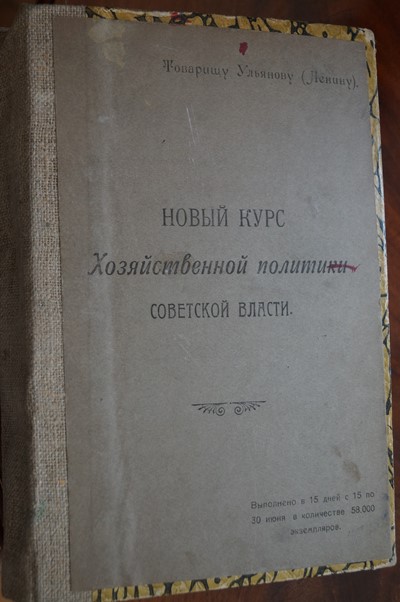 Товарищу Ульянову (Ленину).
НОВЫЙ КУРС
Хозяйственной политики
СОВЕТСКОЙ ВЛАСТИ.
Выполнено в 15 дней с 15 по
30 июня в количестве 58.000
экземпляров.